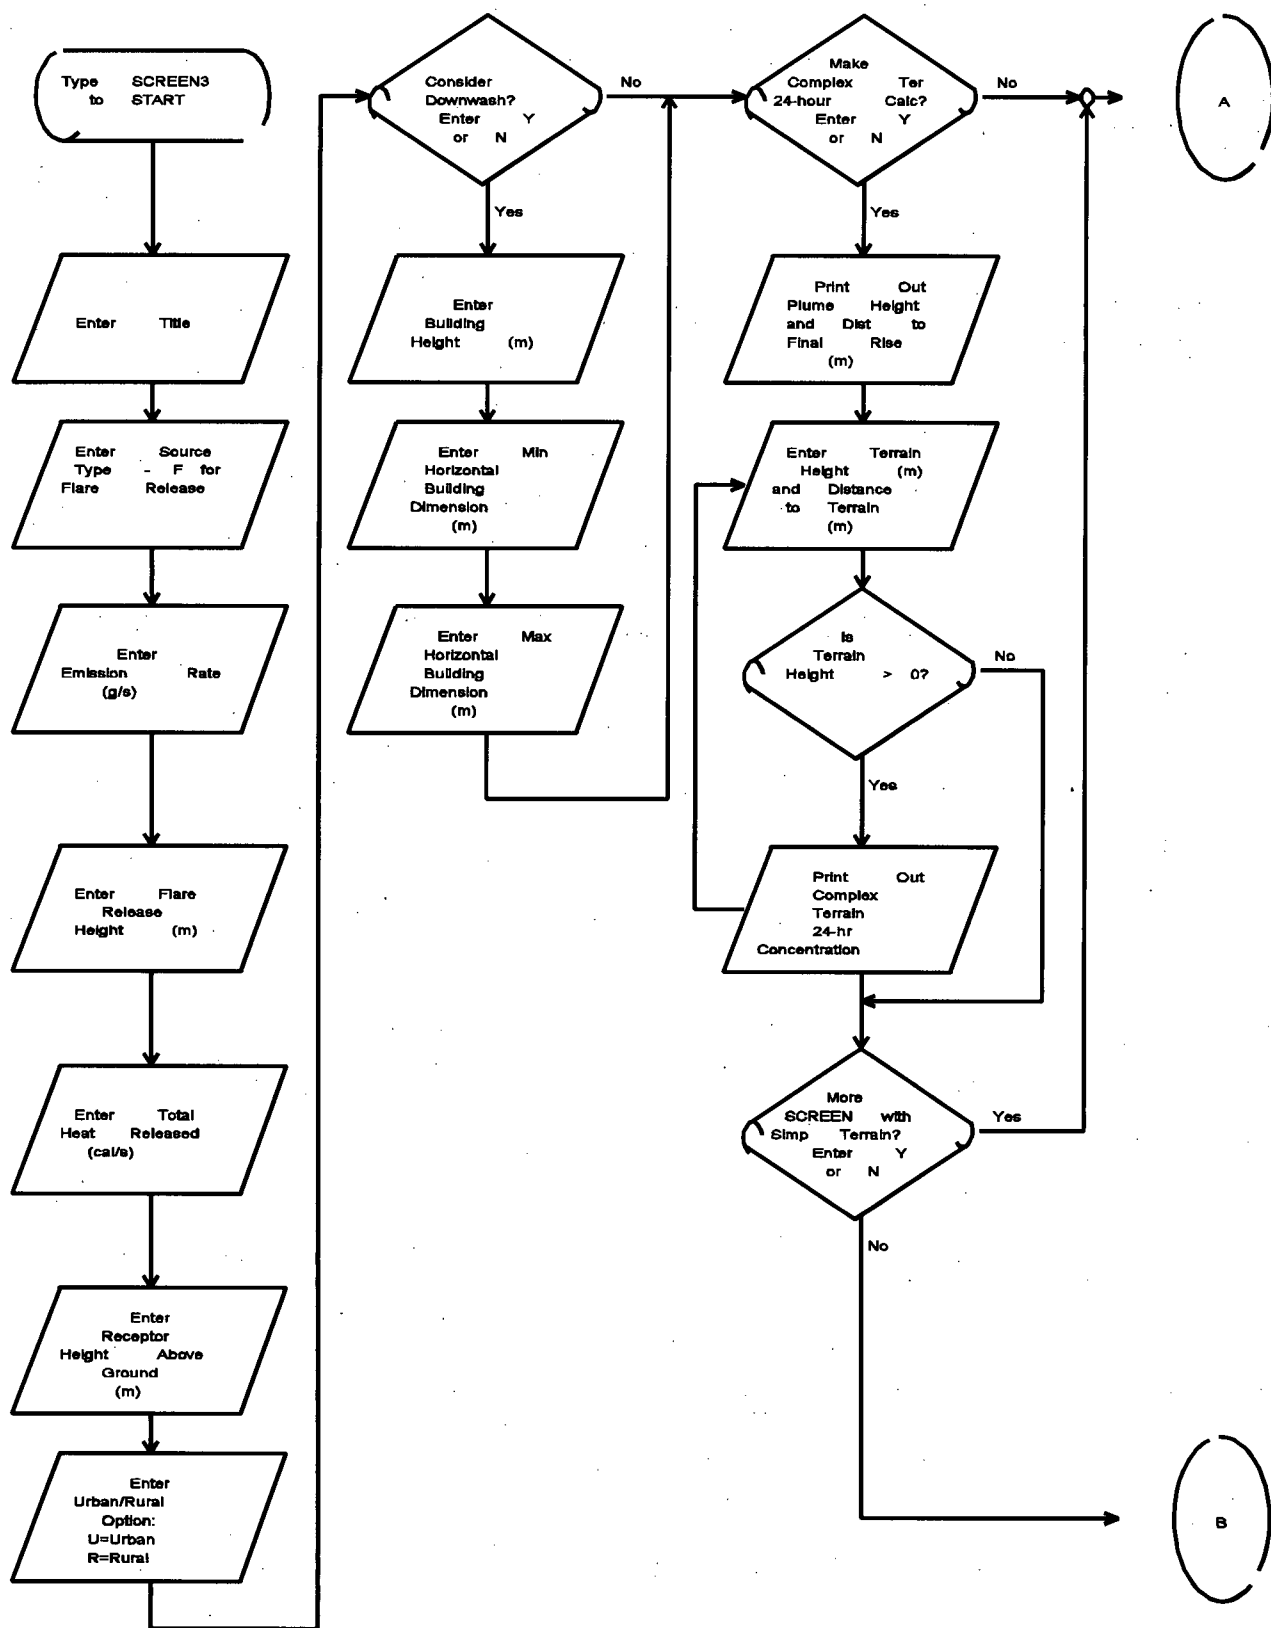 Type SCREEN3
to START
Enter Title
Enter Source
Type - F for
Flare Release
Enter
Emission Rate
(g/s)
Enter Flare
Release
Height (m)
Enter Total
Heat Released
(cal/s)
Enter
Receptor
Height Above
Ground
(m)
Enter
Urban/Rural
Option:
U=Urban
R=Rural
Consider
Downwash?
Enter Y
or N
No
Yes
Enter
Building
Height (m)
Enter Min
Horizontal
Building
Dimension
(m)
Enter Max
Horizontal
Building
Dimension
(m)
Make
Complex Ter
24-hour Calc?
Enter Y
or N
No
Yes
Print Out
Plume Height
and Dist to
Final Rise
(m)
Enter Terrain
Height (m)
and Distance
to Terrain
(m)
Is
Terrain
Height > 0?
No
Yes
Print Out
Complex
Terrain
24-hr
Concentration
More
SCREEN with
Simp Terrain?
Enter Y
or N
Yes
No
A
B